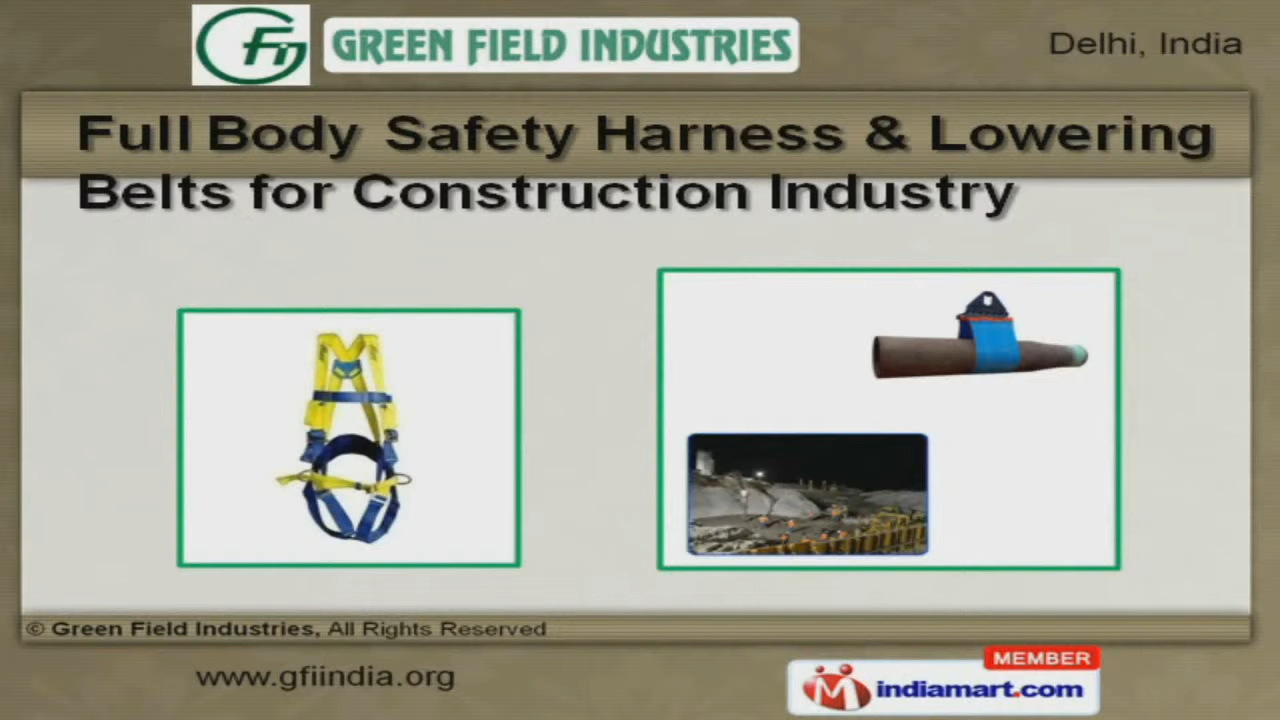 Gfi
GREEN FIELD INDUSTRIES
Delhi, India
Full Body Safety Harness & Lowering
Belts for Construction Industry
© Green Field Industries, All Rights Reserved
www.gfiindia.org
MEMBER
indiamart.com